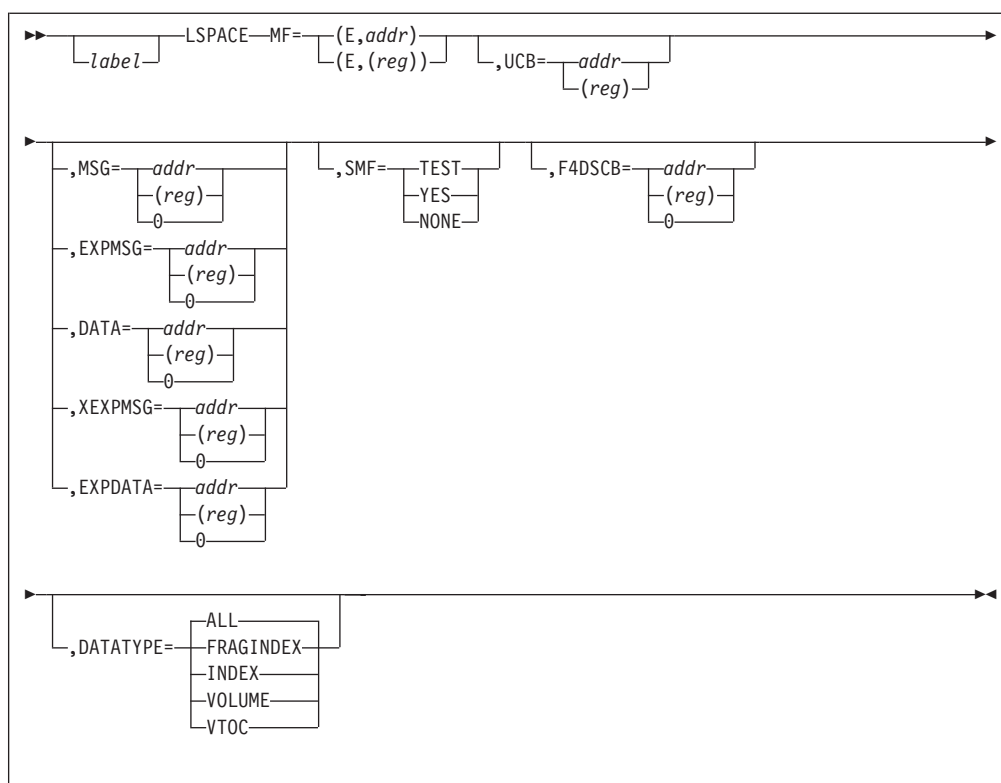 LSPACE MF= (E,addr) ,UCB= addr
label (E,(reg)) (reg)
,MSG= addr ,SMF= TEST ,F4DSCB= addr
(reg) YES (reg)
0 NONE 0
,EXPMSG= addr
(reg)
0
,DATA= addr
(reg)
0
,XEXPMSG= addr
(reg)
0
,EXPDATA= addr
(reg)
0
ALL
,DATATYPE= FRAGINDEX
INDEX
VOLUME
VTOC